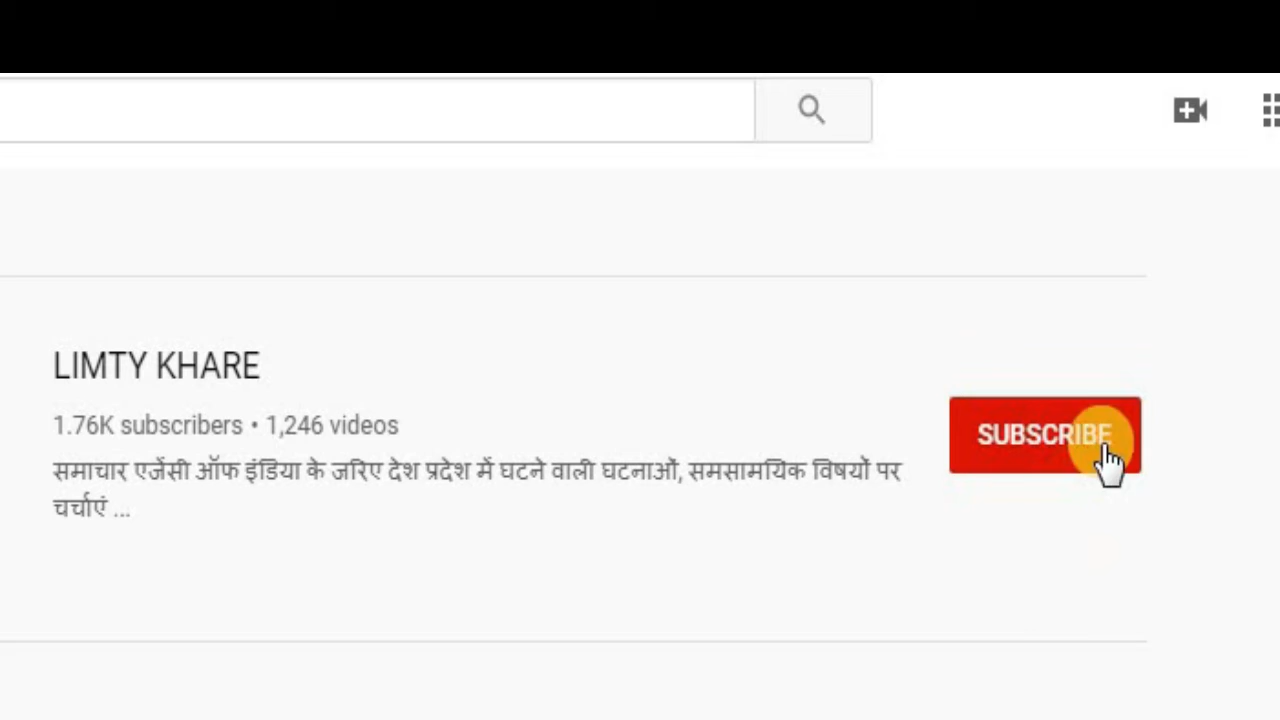 LIMTY KHARE
1.76K subscribers • 1,246 videos
SUBSCRIBE
समाचार एजेंसी ऑफ इंडिया के जरिए देश प्रदेश में घटने वाली घटनाओं, समसामयिक विषयों पर
चर्चाएं ...